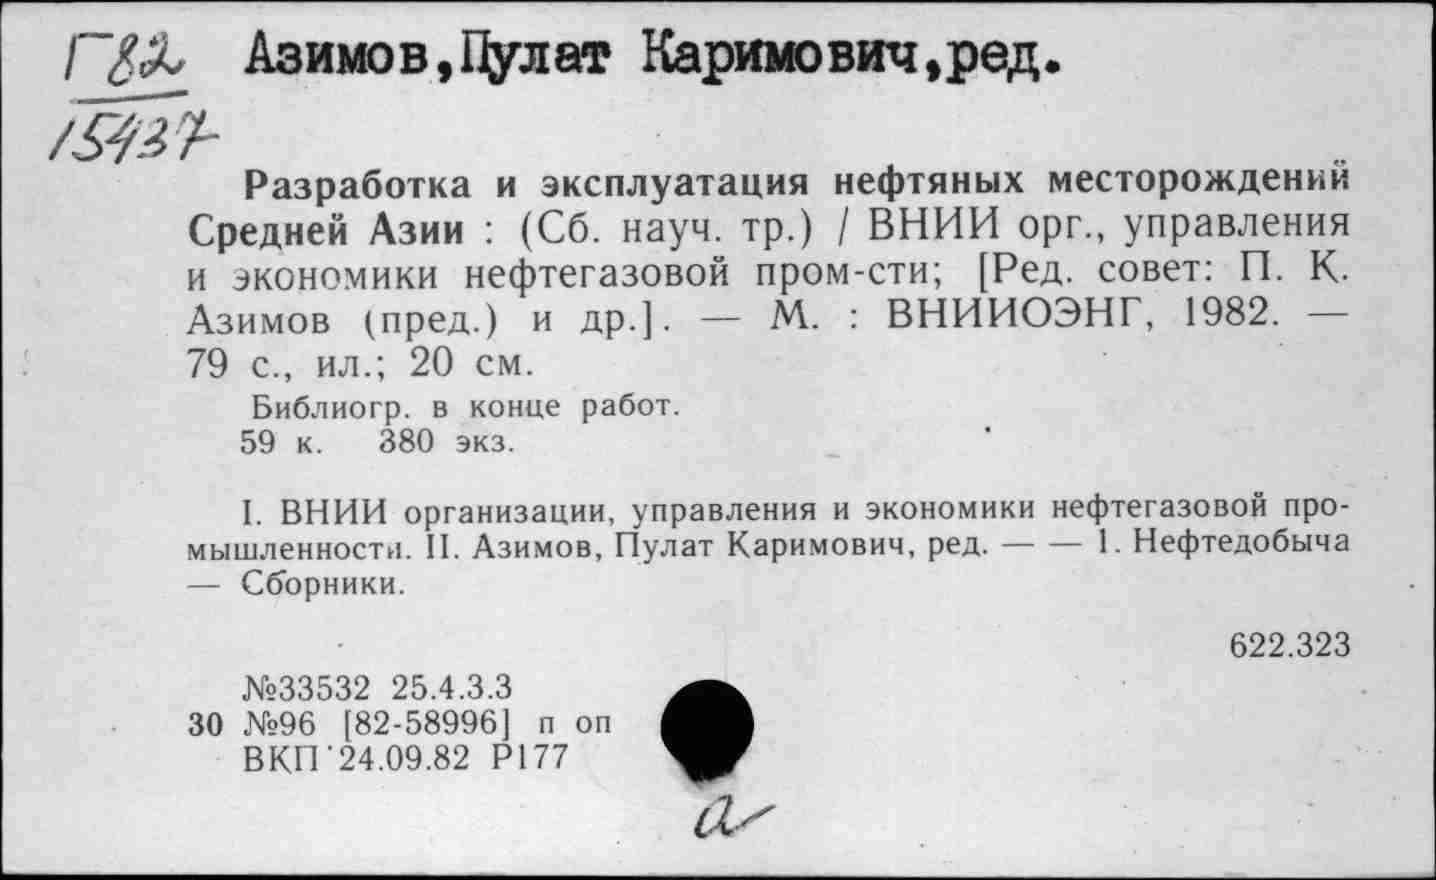 Г82 Азимов,Пулат Каримович,ред.
15437
Разработка и эксплуатация нефтяных месторождений
Средней Азии : (Сб. науч. тр.) / ВНИИ орг., управления
и экономики нефтегазовой пром-сти; [Ред. совет: П. К.
Азимов (пред.) и др.]. — М. : ВНИИОЭНГ, 1982. —
79 с., ил.; 20 см.
Библиогр. в конце работ.
59 к. 380 экз.
I. ВНИИ организации, управления и экономики нефтегазовой про-
мышленности. II. Азимов, Пулат Каримович, ред. — — 1. Нефтедобыча
— Сборники.
622.323
№33532 25.4.3.3
30 №96 [82-58996] п оп
ВКП 24.09.82 Р177
а